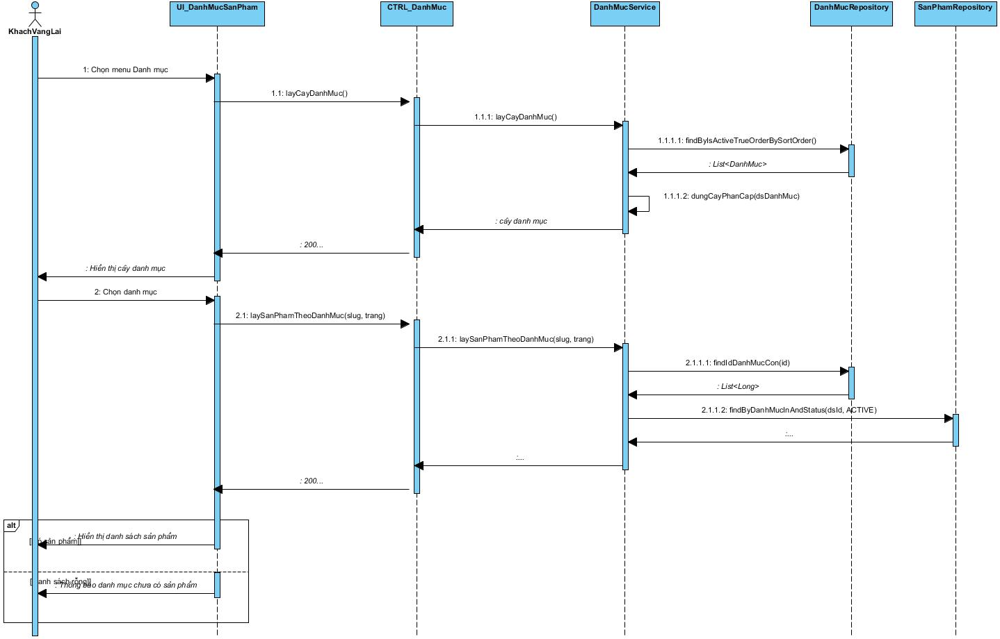 UI_DanhMucSanPham
CTRL_DanhMuc
DanhMucService
DanhMucRepository
SanPhamRepository
KhachVangLai
1: Chọn menu Danh mục
1.1: layCayDanhMuc()
1.1.1: layCayDanhMuc()
1.1.1.1: findByIsActiveTrueOrderBySortOrder()
: List<DanhMuc>
1.1.1.2: dungCayPhanCap(dsDanhMuc)
: cây danh mục
: 200...
: Hiển thị cây danh mục
2: Chọn danh mục
2.1: laySanPhamTheoDanhMuc(slug, trang)
2.1.1: laySanPhamTheoDanhMuc(slug, trang)
2.1.1.1: findIdDanhMucCon(id)
: List<Long>
2.1.1.2: findByDanhMucInAndStatus(dsId, ACTIVE)
:...
:...
: 200...
alt
: Hiển thị danh sách sản phẩm
sản phẩm]]
sách rỗng]]
: Thông báo danh mục chưa có sản phẩm